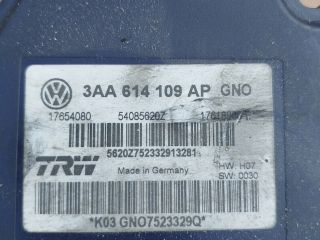 3AA 614 109 AP GNO
17654080 54085620Z
5620Z752332913281
TRW Made in Germany HW: H07
SW: 0030
*K03 GNO7523329Q*